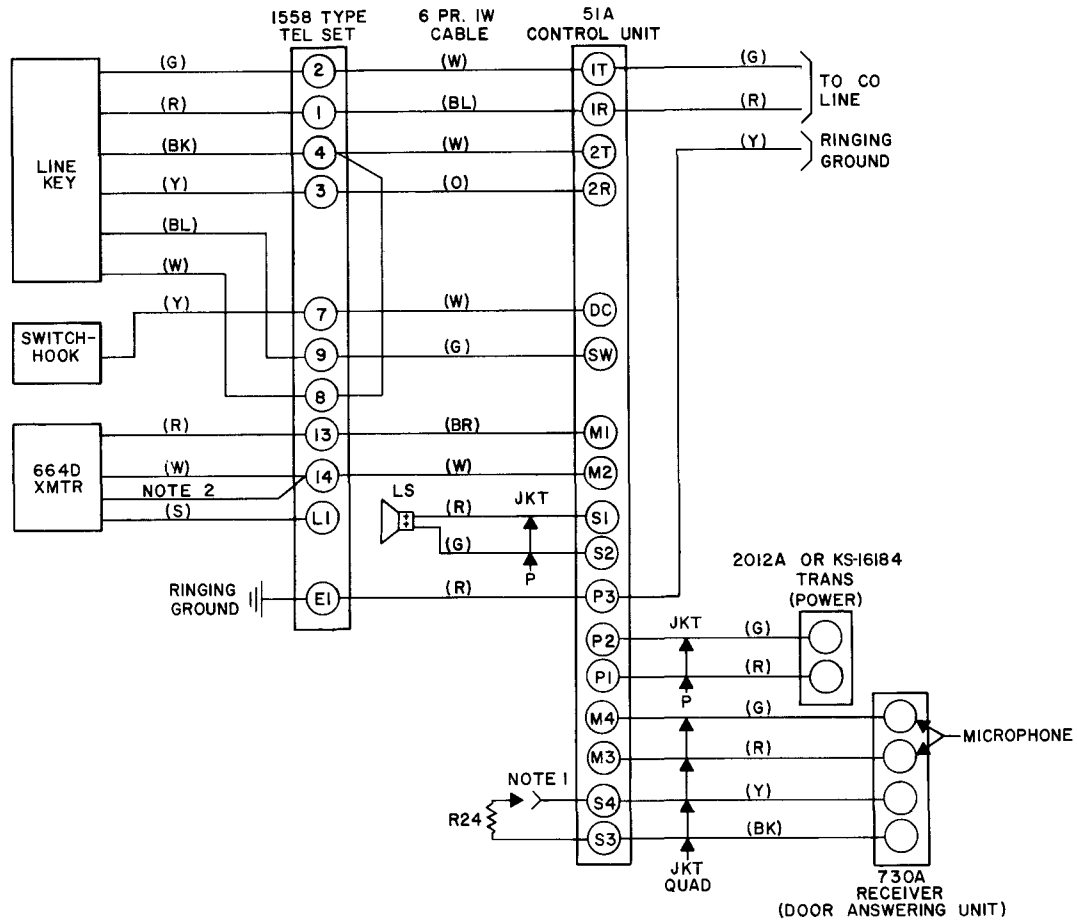 1558 TYPE
TEL SET
6 PR. IW
CABLE
51A
CONTROL UNIT
LINE
KEY
(G)
2
(W)
1T
(G)
TO CO
LINE
(R)
1
(BL)
1R
(R)
(BK)
4
(W)
2T
(Y)
RINGING
GROUND
(Y)
3
(O)
2R
(BL)
(W)
SWITCH-
HOOK
(Y)
7
(W)
DC
9
(G)
SW
8
664D
XMTR
(R)
13
(BR)
M1
(W)
14
(W)
M2
NOTE 2
(S)
L1
LS
(R)
JKT
S1
(G)
P
S2
RINGING
GROUND
E1
(R)
P3
2012A OR KS-16184
TRANS
(POWER)
P2
JKT
(G)
P1
P
(R)
M4
(G)
MICROPHONE
M3
(R)
R24
NOTE 1
S4
(Y)
S3
(BK)
JKT
QUAD
730A
RECEIVER
(DOOR ANSWERING UNIT)